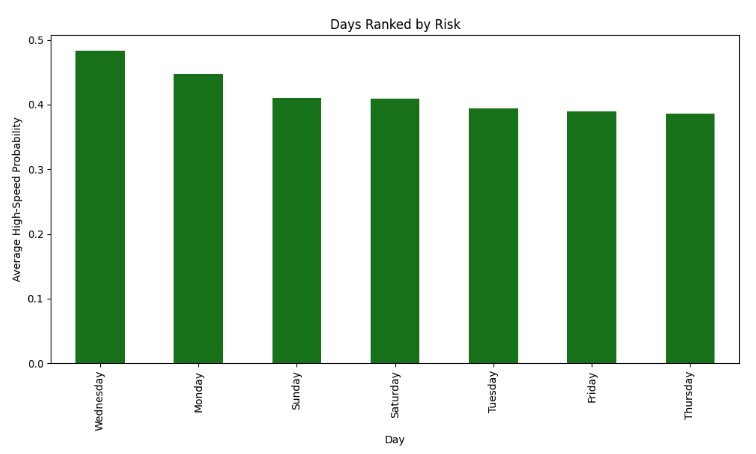 Days Ranked by Risk
Average High-Speed Probability
0.5
0.4
0.3
0.2
0.1
0.0
Wednesday
Monday
Sunday
Saturday
Tuesday
Friday
Thursday
Day